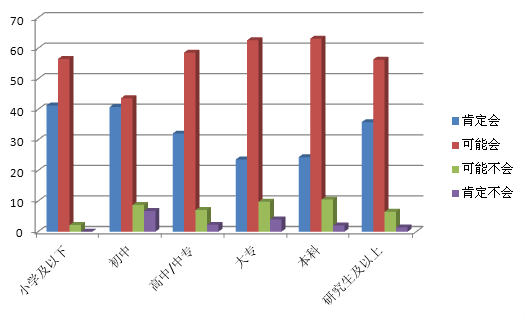 70
60
50
40
30
20
10
0
小学及以下
初中
高中/中专
大专
本科
研究生及以上
肯定会
可能会
可能不会
肯定不会